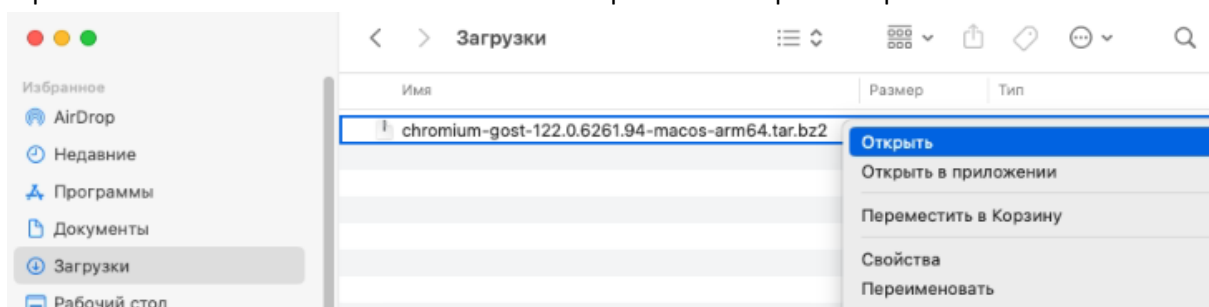 Загрузки
Избранное
AirDrop
Недавние
Программы
Документы
Загрузки
Рабочий стол
Имя
Размер
Тип
chromium-gost-122.0.6261.94-macos-arm64.tar.bz2
Открыть
Открыть в приложении
Переместить в Корзину
Свойства
Переименовать